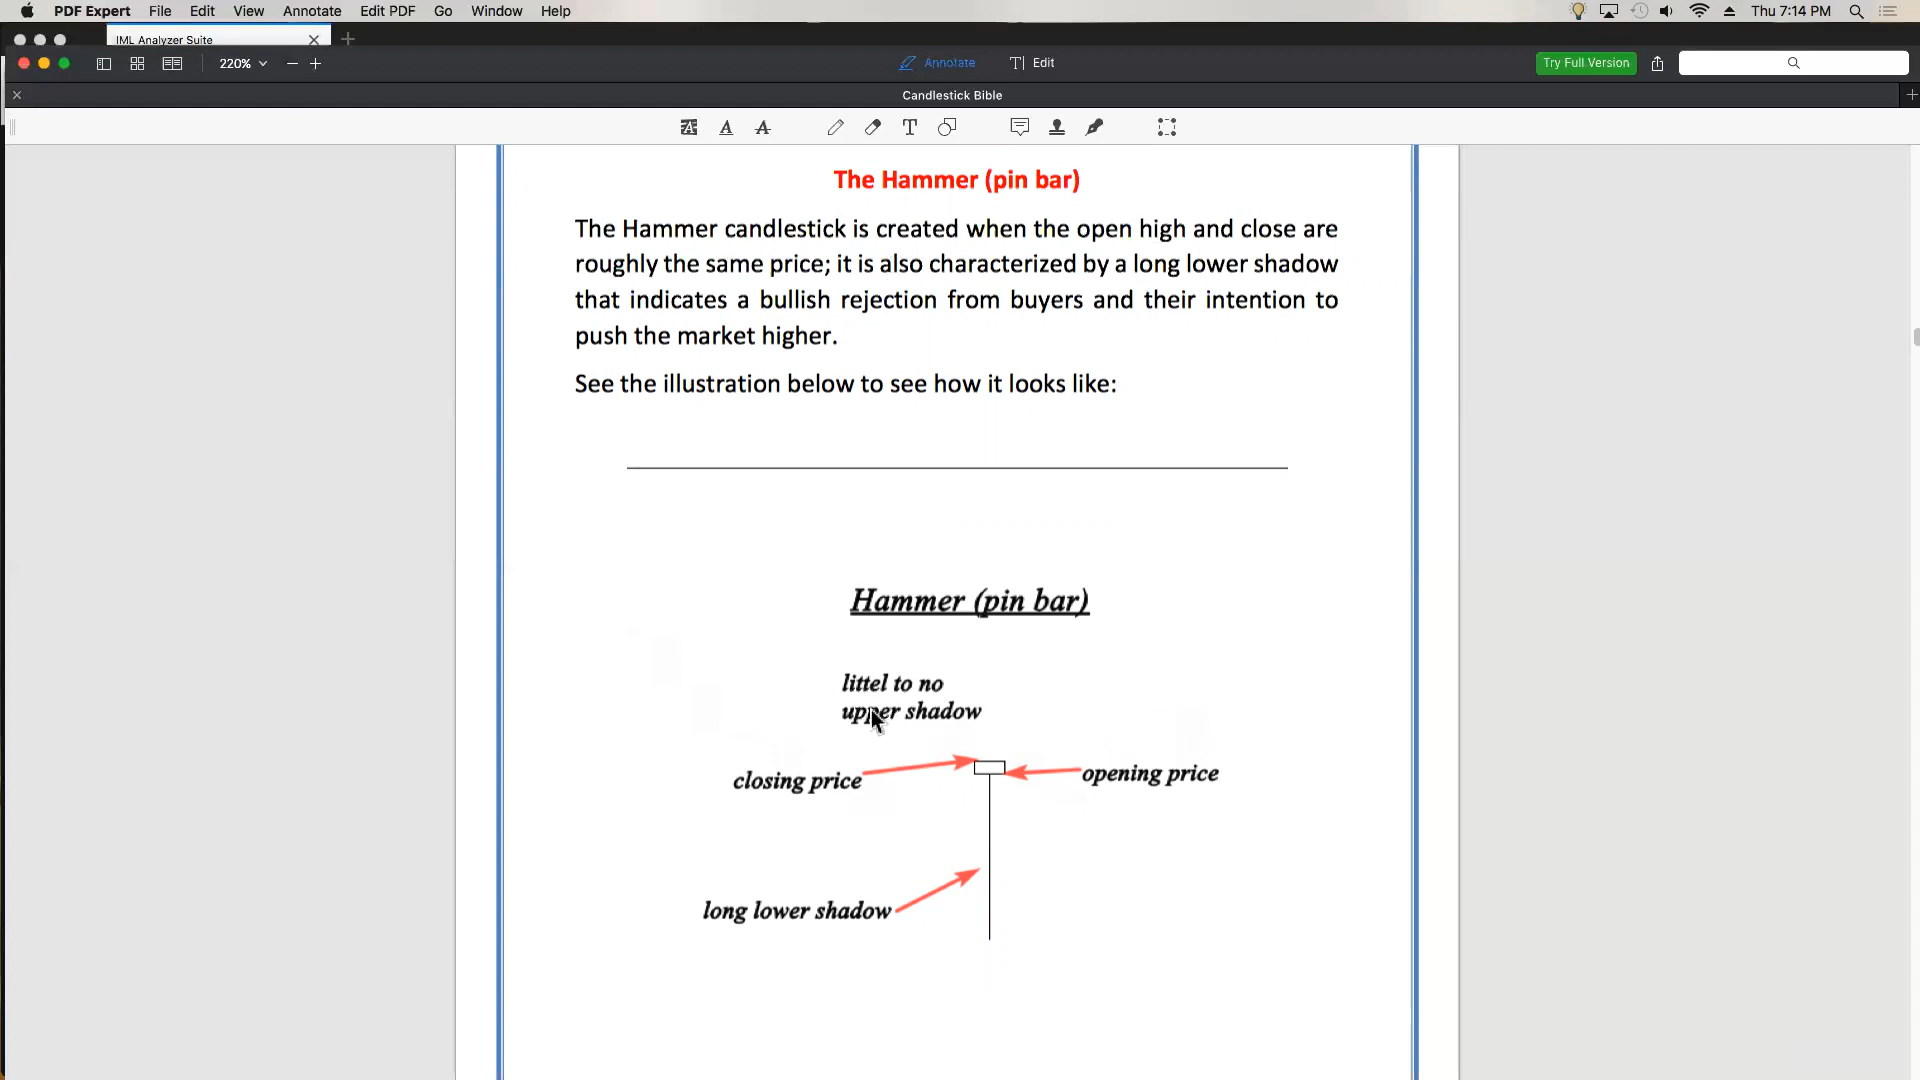 PDF Expert File Edit View Annotate Edit PDF Go Window Help Thu 7:14 PM
IML Analyzer Suite
220% Annotate Edit Try Full Version
Candlestick Bible
The Hammer (pin bar)
The Hammer candlestick is created when the open high and close are
roughly the same price; it is also characterized by a long lower shadow
that indicates a bullish rejection from buyers and their intention to
push the market higher.
See the illustration below to see how it looks like:
Hammer (pin bar)
littel to no
upper shadow
closing price
opening price
long lower shadow